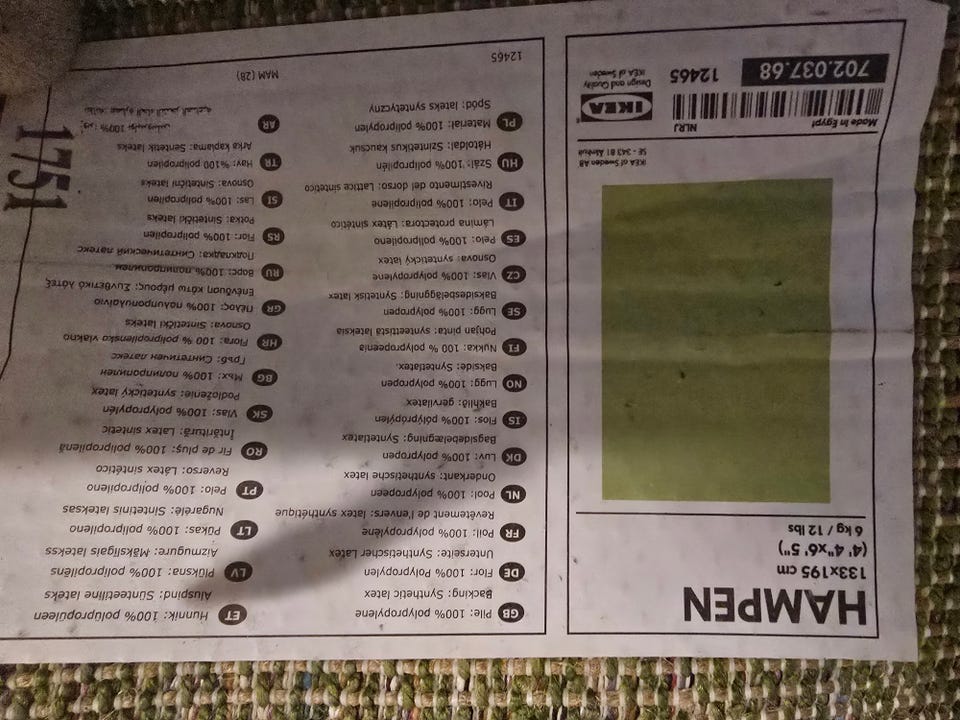 HAMPEN
133x195 cm
(4' 4"x6' 5")
6 kg / 12 lbs
IKEA of Sweden AB
SE - 343 81 Älmhult
Made in Egypt
NLRJ
702.037.68
12465
IKEA
Design and Quality
IKEA of Sweden
GB Pile: 100% polypropylene
Backing: Synthetic latex
DE Flor: 100% Polypropylen
Unterseite: Synthetischer Latex
FR Poil: 100% polypropylène
Revêtement de l'envers: latex synthétique
NL Pool: 100% polypropeen
Onderkant: synthetische latex
DK Luv: 100% polypropylen
Bagsidebelægning: Syntetlatex
IS Flos: 100% pólýprópýlen
Bakhlið: gervilatex
NO Lugg: 100% polypropen
Bakside: Syntetlatex
FI Nukka: 100 % polypropeenia
Pohjan pinta: synteettistä lateksia
SE Lugg: 100% polypropen
Baksidesbeläggning: Syntetisk latex
CZ Vlas: 100% polypropylene
Osnova: syntetický latex
ES Pelo: 100% polipropileno
Lámina protectora: Látex sintético
IT Pelo: 100% polipropilene
Rivestimento del dorso: Lattice sintetico
HU Szál: 100% polipropilén
Hátoldal: Szintetikus kaucsuk
PL Materiał: 100% polipropylen
Spód: lateks syntetyczny
12465
ET Hunnik: 100% polüpropüleen
Aluspind: Sünteetiline lateks
LV Plūksna: 100% polipropilēns
Aizmugure: Mākslīgais latekss
LT Pūkas: 100% polipropileno
Nugarėlė: Sintetinis lateksas
PT Pelo: 100% polipropileno
Reverso: Látex sintético
RO Fir de pluş: 100% polipropilenă
Întăritură: Latex sintetic
SK Vlas: 100% polypropylén
Podloženie: syntetický latex
BG Мъх: 100% полипропилен
Гръб: Синтетичен латекс
HR Flora: 100 % polipropilensko vlakno
Osnova: Sintetički lateks
GR Πέλος: 100% πολυπροπυλαίνιο
Επένδυση κάτω μέρους: Συνθετικό λάτεξ
RU Ворс: 100% полипропилен
Подкладка: Синтетический латекс
RS Flor: 100% polipropilen
Potka: Sintetički lateks
SI Las: 100% polipropilen
Osnova: Sintetični lateks
TR Hav: %100 polipropilen
Arka kaplama: Sentetik lateks
AR
MAM (28)
1751